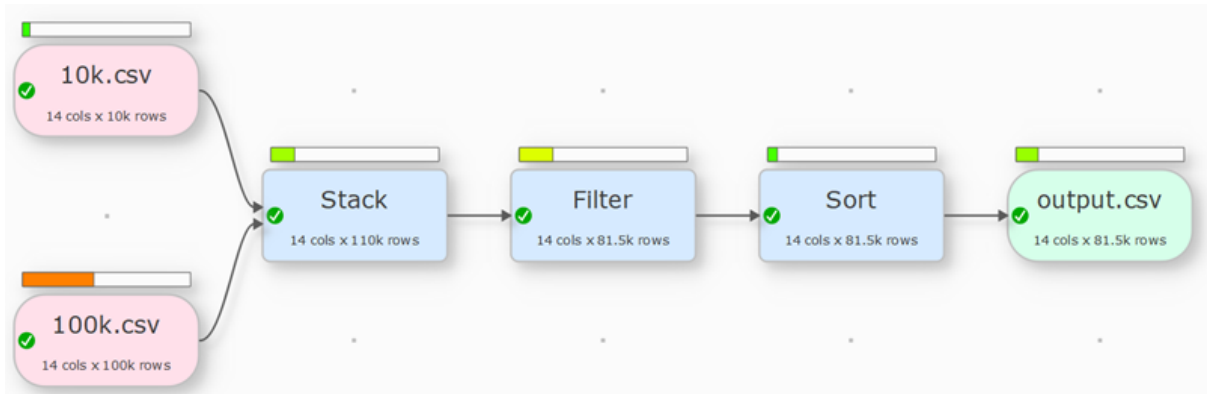 10k.csv
14 cols x 10k rows
100k.csv
14 cols x 100k rows
Stack
14 cols x 110k rows
Filter
14 cols x 81.5k rows
Sort
14 cols x 81.5k rows
output.csv
14 cols x 81.5k rows